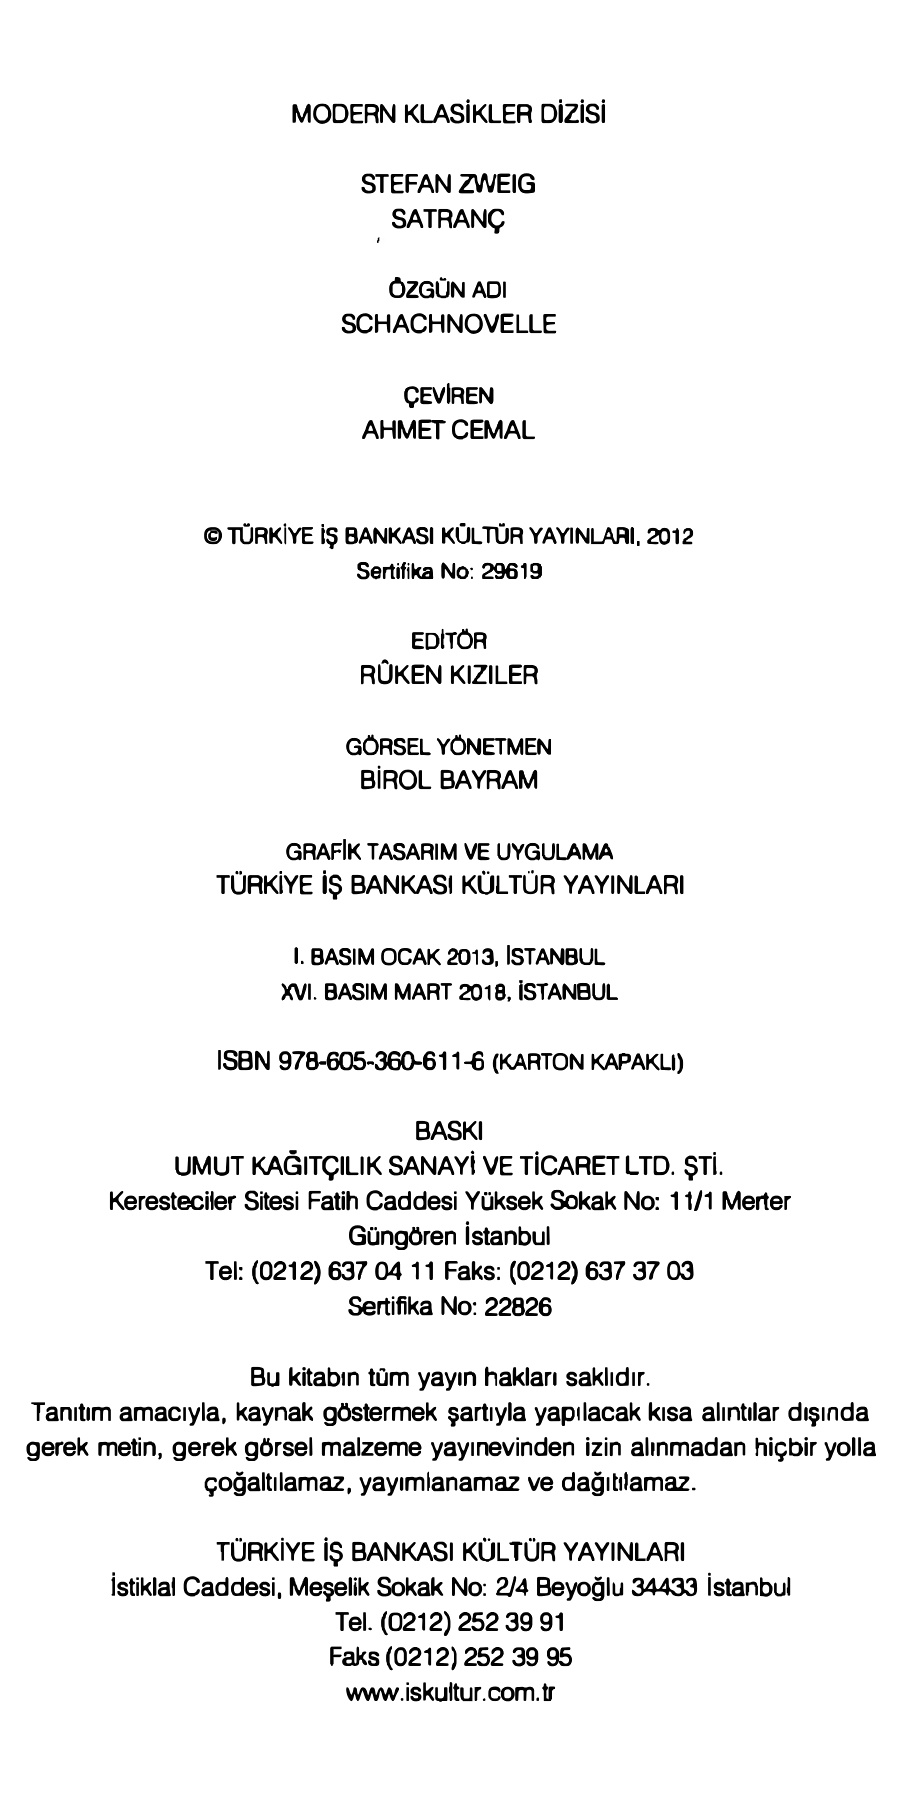 MODERN KLASİKLER DİZİSİ
STEFAN ZWEIG
SATRANÇ
ÖZGÜN ADI
SCHACHNOVELLE
ÇEVİREN
AHMET CEMAL
© TÜRKİYE İŞ BANKASI KÜLTÜR YAYINLARI, 2012
Sertifika No: 29619
EDİTÖR
RÛKEN KIZILER
GÖRSEL YÖNETMEN
BİROL BAYRAM
GRAFİK TASARIM VE UYGULAMA
TÜRKİYE İŞ BANKASI KÜLTÜR YAYINLARI
I. BASIM OCAK 2013, İSTANBUL
XVI. BASIM MART 2018, İSTANBUL
ISBN 978-605-360-611-6 (KARTON KAPAKLI)
BASKI
UMUT KAĞITÇILIK SANAYİ VE TİCARET LTD. ŞTİ.
Keresteciler Sitesi Fatih Caddesi Yüksek Sokak No: 11/1 Merter
Güngören İstanbul
Tel: (0212) 637 04 11 Faks: (0212) 637 37 03
Sertifika No: 22826
Bu kitabın tüm yayın hakları saklıdır.
Tanıtım amacıyla, kaynak göstermek şartıyla yapılacak kısa alıntılar dışında
gerek metin, gerek görsel malzeme yayınevinden izin alınmadan hiçbir yolla
çoğaltılamaz, yayımlanamaz ve dağıtılamaz.
TÜRKİYE İŞ BANKASI KÜLTÜR YAYINLARI
İstiklal Caddesi, Meşelik Sokak No: 2/4 Beyoğlu 34433 İstanbul
Tel. (0212) 252 39 91
Faks (0212) 252 39 95
www.iskultur.com.tr